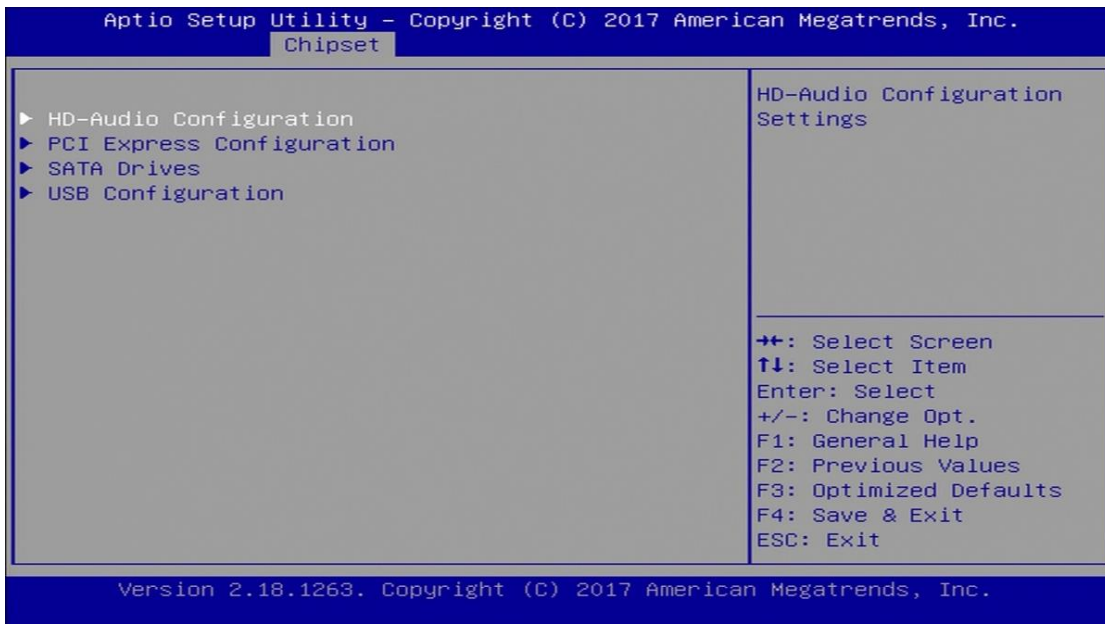 Aptio Setup Utility – Copyright (C) 2017 American Megatrends, Inc.
Chipset
► HD-Audio Configuration
► PCI Express Configuration
► SATA Drives
► USB Configuration
HD-Audio Configuration
Settings
→←: Select Screen
↑↓: Select Item
Enter: Select
+/-: Change Opt.
F1: General Help
F2: Previous Values
F3: Optimized Defaults
F4: Save & Exit
ESC: Exit
Version 2.18.1263. Copyright (C) 2017 American Megatrends, Inc.